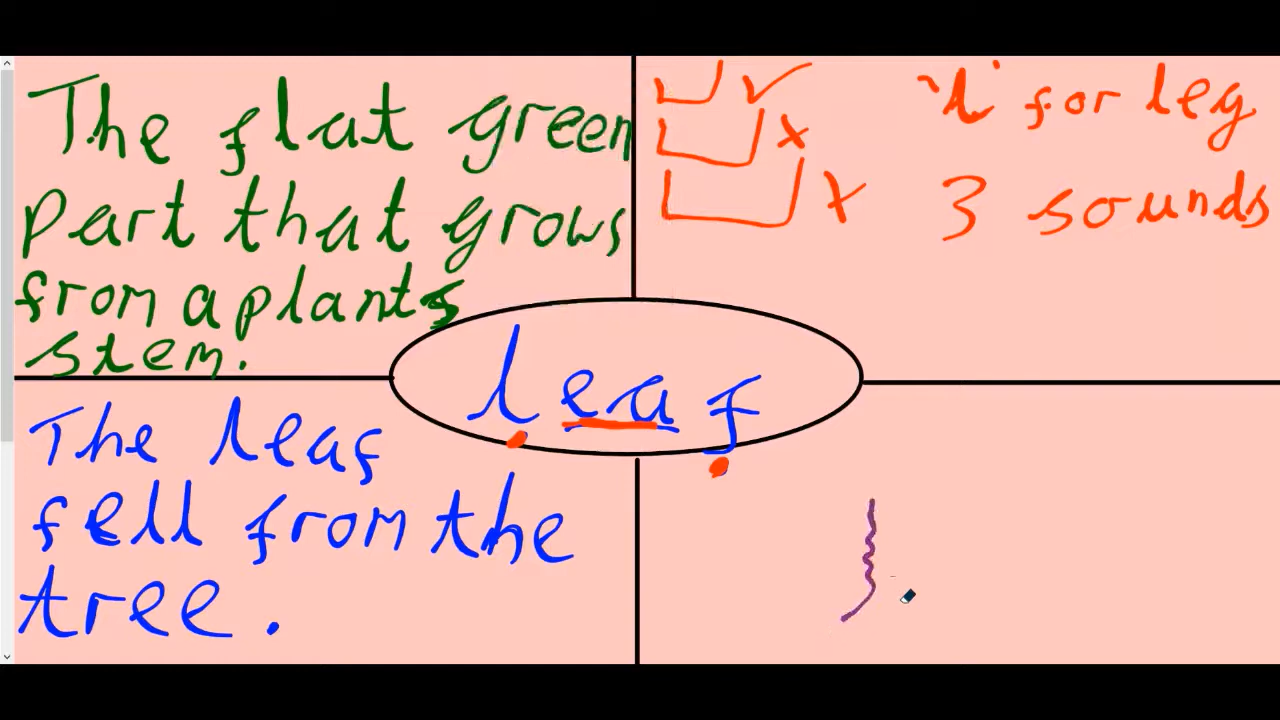 The flat green
part that grows
from a plants
stem.
'l' for leg
3 sounds
leaf
The leaf
fell from the
tree.